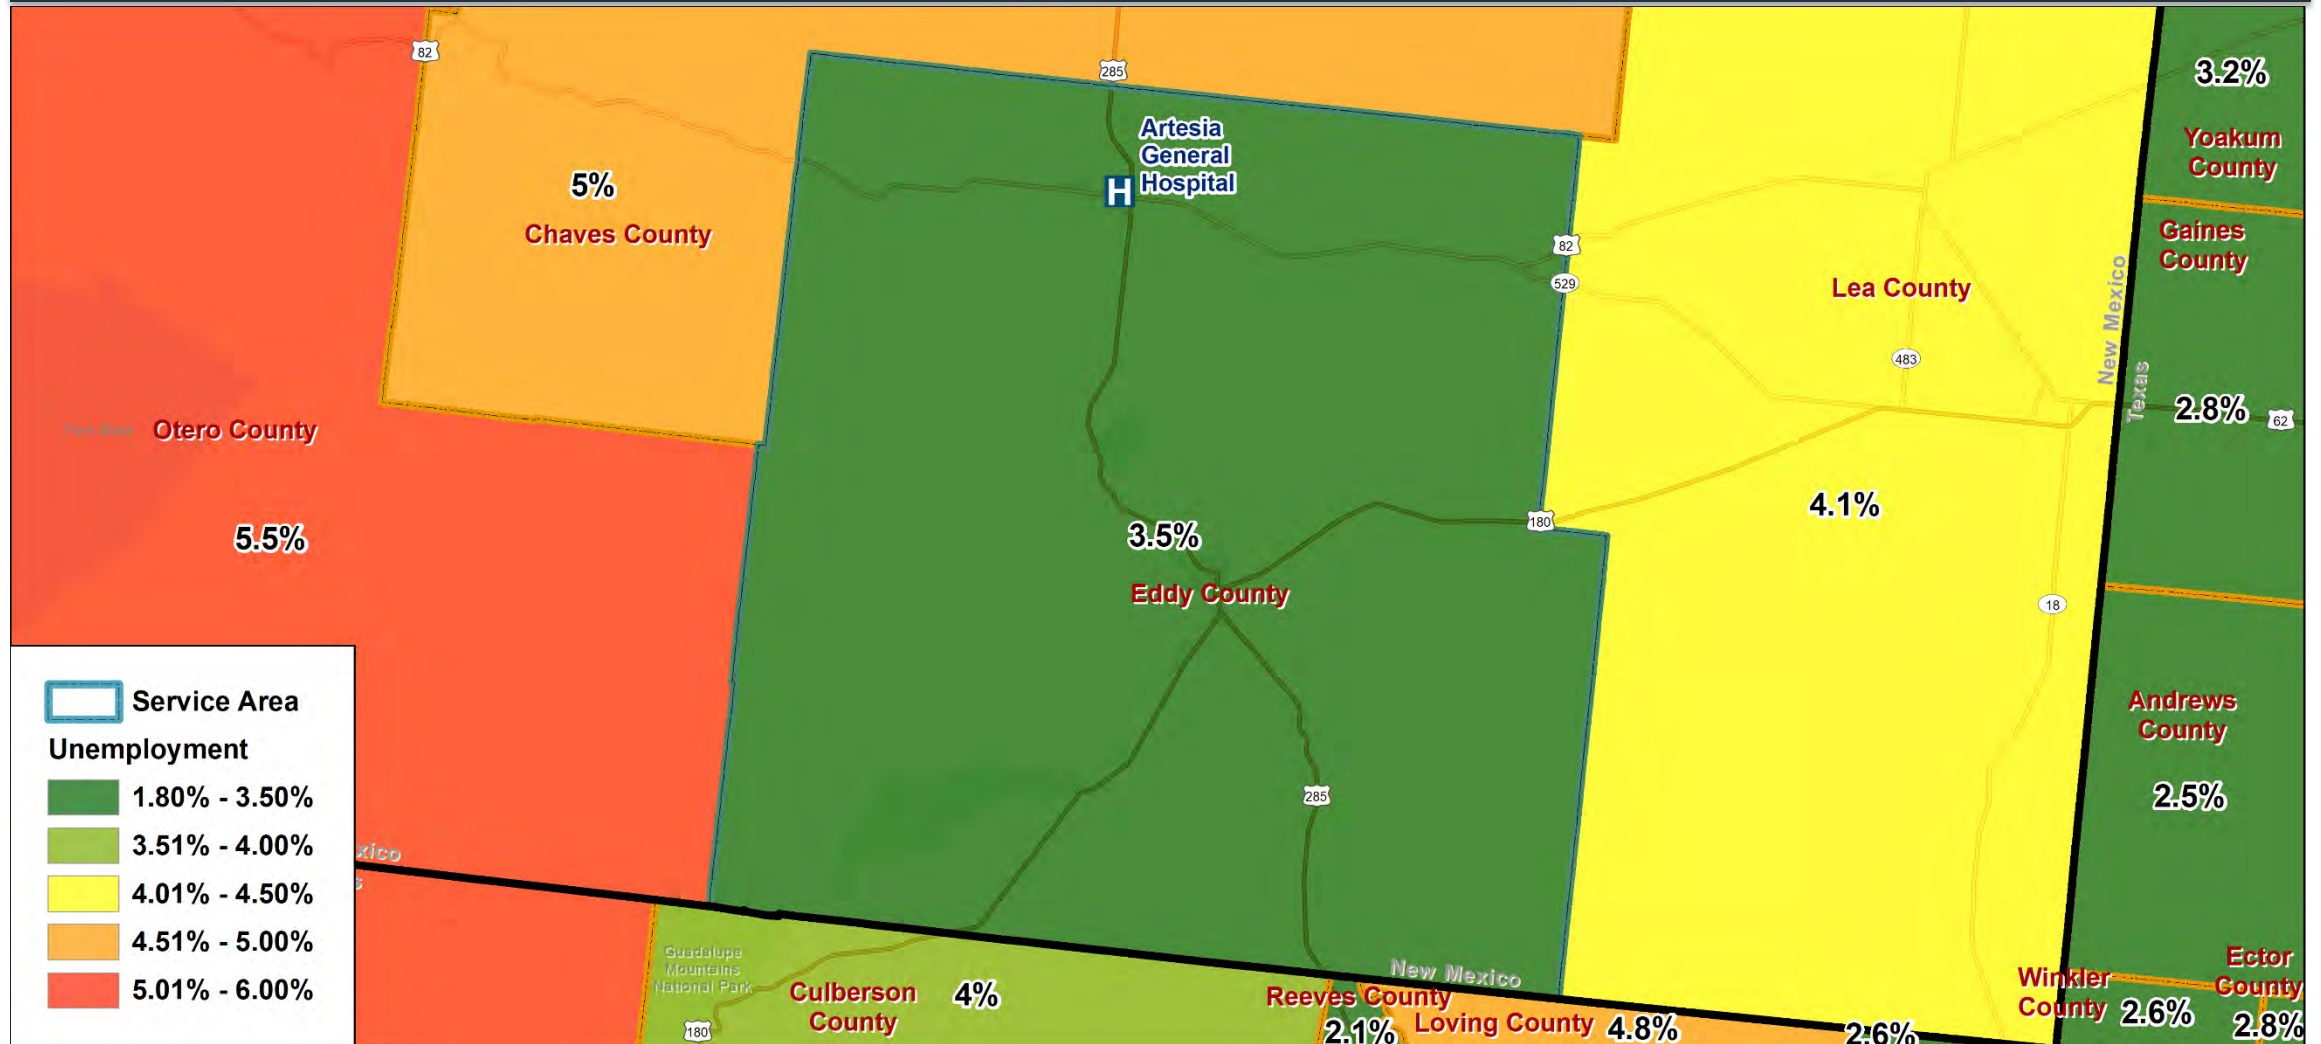 82
285
3.2%
Artesia
General
Hospital
H
Yoakum
County
5%
Chaves County
Gaines
County
82
529
Lea County
New Mexico
Texas
483
2.8%
62
Otero County
Fort Bliss
5.5%
3.5%
180
4.1%
Eddy County
18
Service Area
Unemployment
1.80% - 3.50%
3.51% - 4.00%
4.01% - 4.50%
4.51% - 5.00%
5.01% - 6.00%
Andrews
County
2.5%
285
xico
s
Guadalupe
Mountains
National Park
180
Culberson
County
4%
New Mexico
Reeves County
2.1%
Loving County
4.8%
2.6%
Winkler
County
2.6%
Ector
County
2.8%